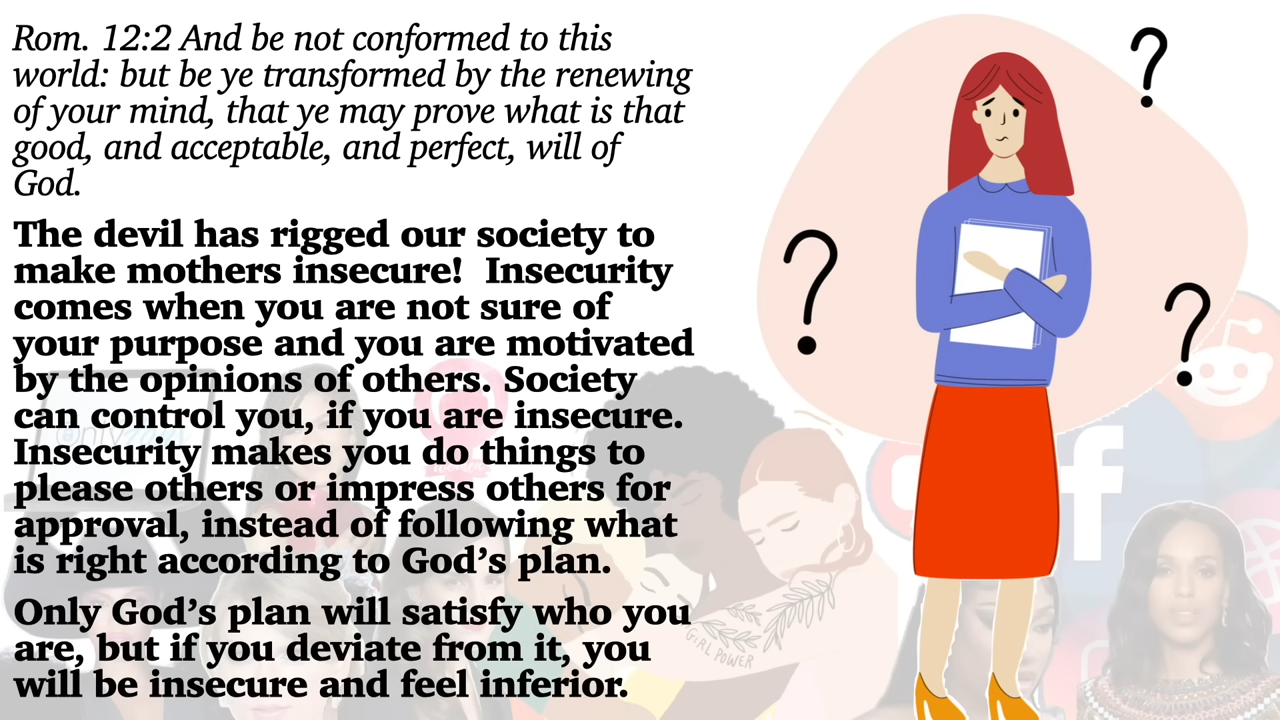 Rom. 12:2 And be not conformed to this
world: but be ye transformed by the renewing
of your mind, that ye may prove what is that
good, and acceptable, and perfect, will of
God.
The devil has rigged our society to
make mothers insecure!  Insecurity
comes when you are not sure of
your purpose and you are motivated
by the opinions of others. Society
can control you, if you are insecure.
Insecurity makes you do things to
please others or impress others for
approval, instead of following what
is right according to God's plan.
Only God's plan will satisfy who you
are, but if you deviate from it, you
will be insecure and feel inferior.
GIRL POWER